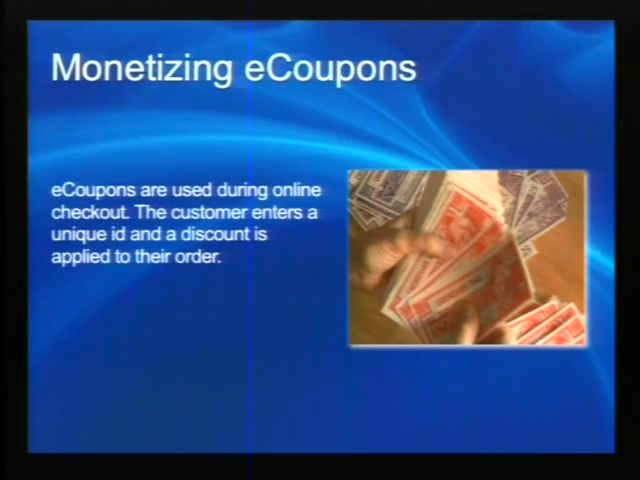 Monetizing eCoupons
eCoupons are used during online
checkout. The customer enters a
unique id and a discount is
applied to their order.